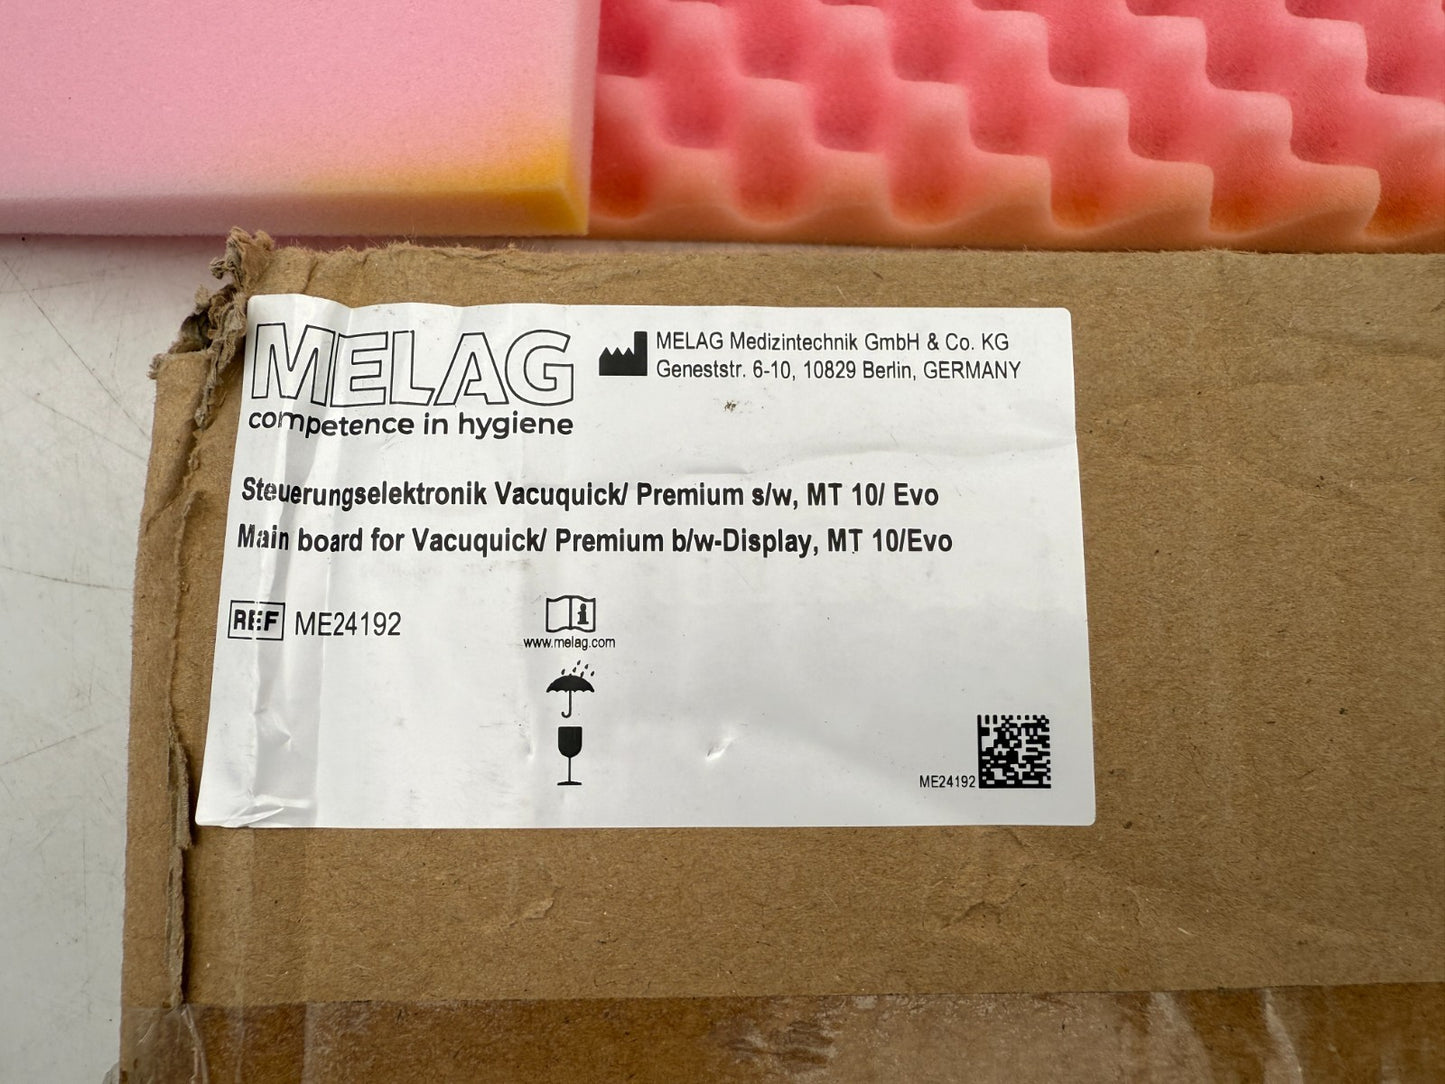 MELAG
competence in hygiene
MELAG Medizintechnik GmbH & Co. KG
Geneststr. 6-10, 10829 Berlin, GERMANY
Steuerungselektronik Vacuquick/ Premium s/w, MT 10/ Evo
Main board for Vacuquick/ Premium b/w-Display, MT 10/Evo
REF ME24192
www.melag.com
ME24192